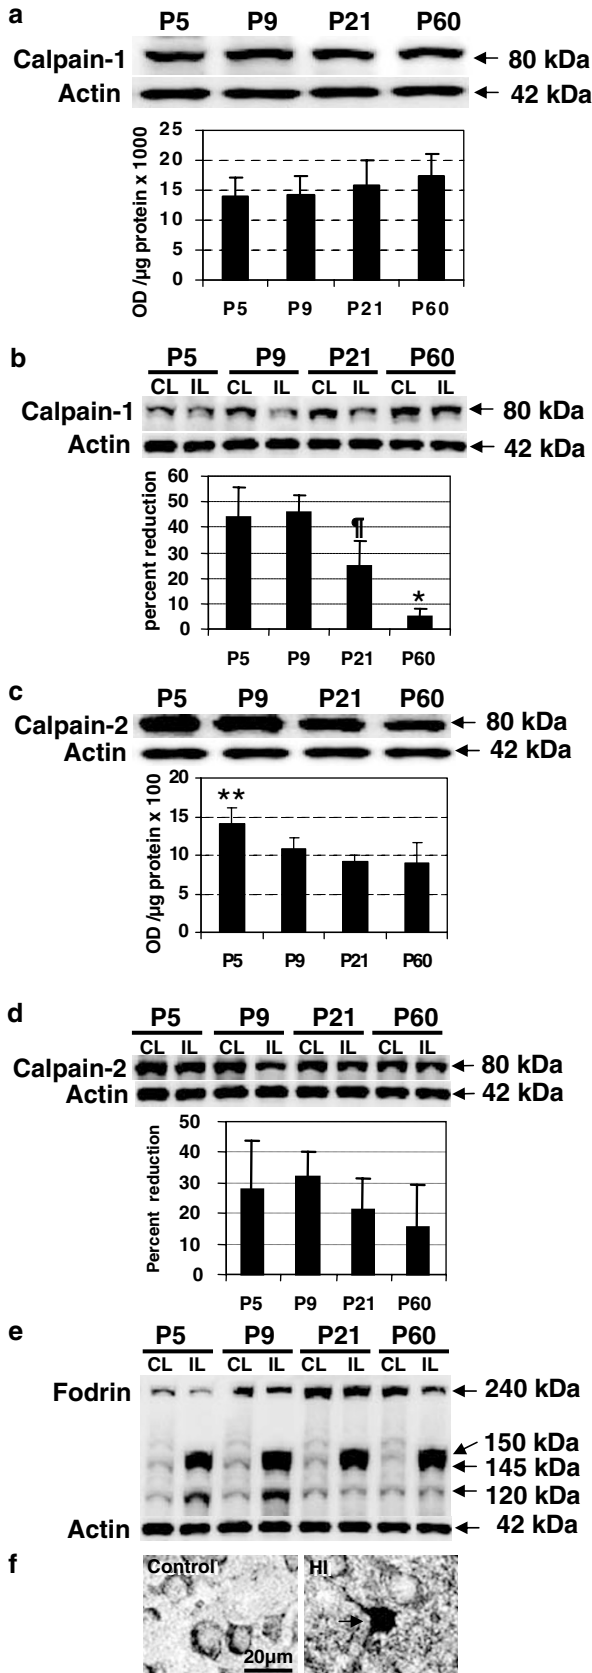 a
P5 P9 P21 P60
Calpain-1 80 kDa
Actin 42 kDa
OD /µg protein x 1000
25
20
15
10
5
0
P5 P9 P21 P60
b
P5 P9 P21 P60
CL IL CL IL CL IL CL IL
Calpain-1 80 kDa
Actin 42 kDa
percent reduction
60
50
40
30
20
10
0
¶
*
P5 P9 P21 P60
c
P5 P9 P21 P60
Calpain-2 80 kDa
Actin 42 kDa
OD /µg protein x 100
20
15
10
5
0
**
P5 P9 P21 P60
d
P5 P9 P21 P60
CL IL CL IL CL IL CL IL
Calpain-2 80 kDa
Actin 42 kDa
Percent reduction
50
40
30
20
10
0
P5 P9 P21 P60
e
P5 P9 P21 P60
CL IL CL IL CL IL CL IL
Fodrin 240 kDa
150 kDa
145 kDa
120 kDa
Actin 42 kDa
f
Control HI
20µm